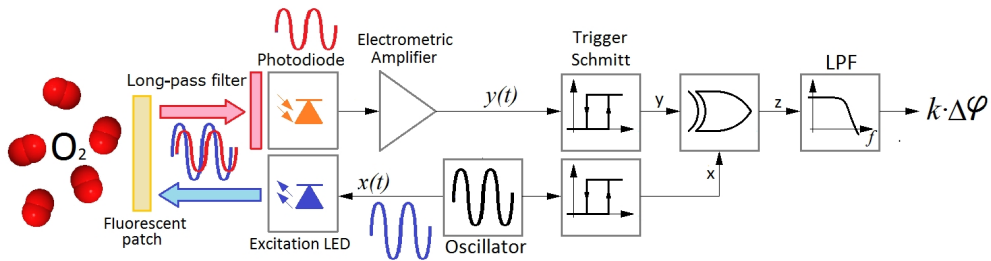 Electrometric
Amplifier
Trigger
Schmitt
Photodiode
LPF
Long-pass filter
y(t)
y
z
f
k·Δφ
O2
x(t)
x
Fluorescent
patch
Excitation LED
Oscillator